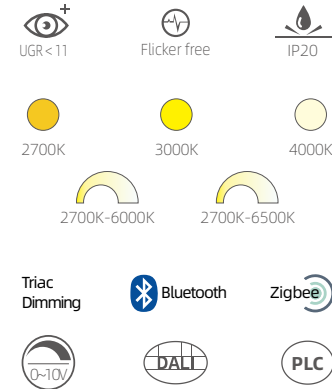 UGR<11 Flicker free IP20
2700K 3000K 4000K
2700K-6000K 2700K-6500K
Triac
Dimming Bluetooth Zigbee
0~10V DALI PLC